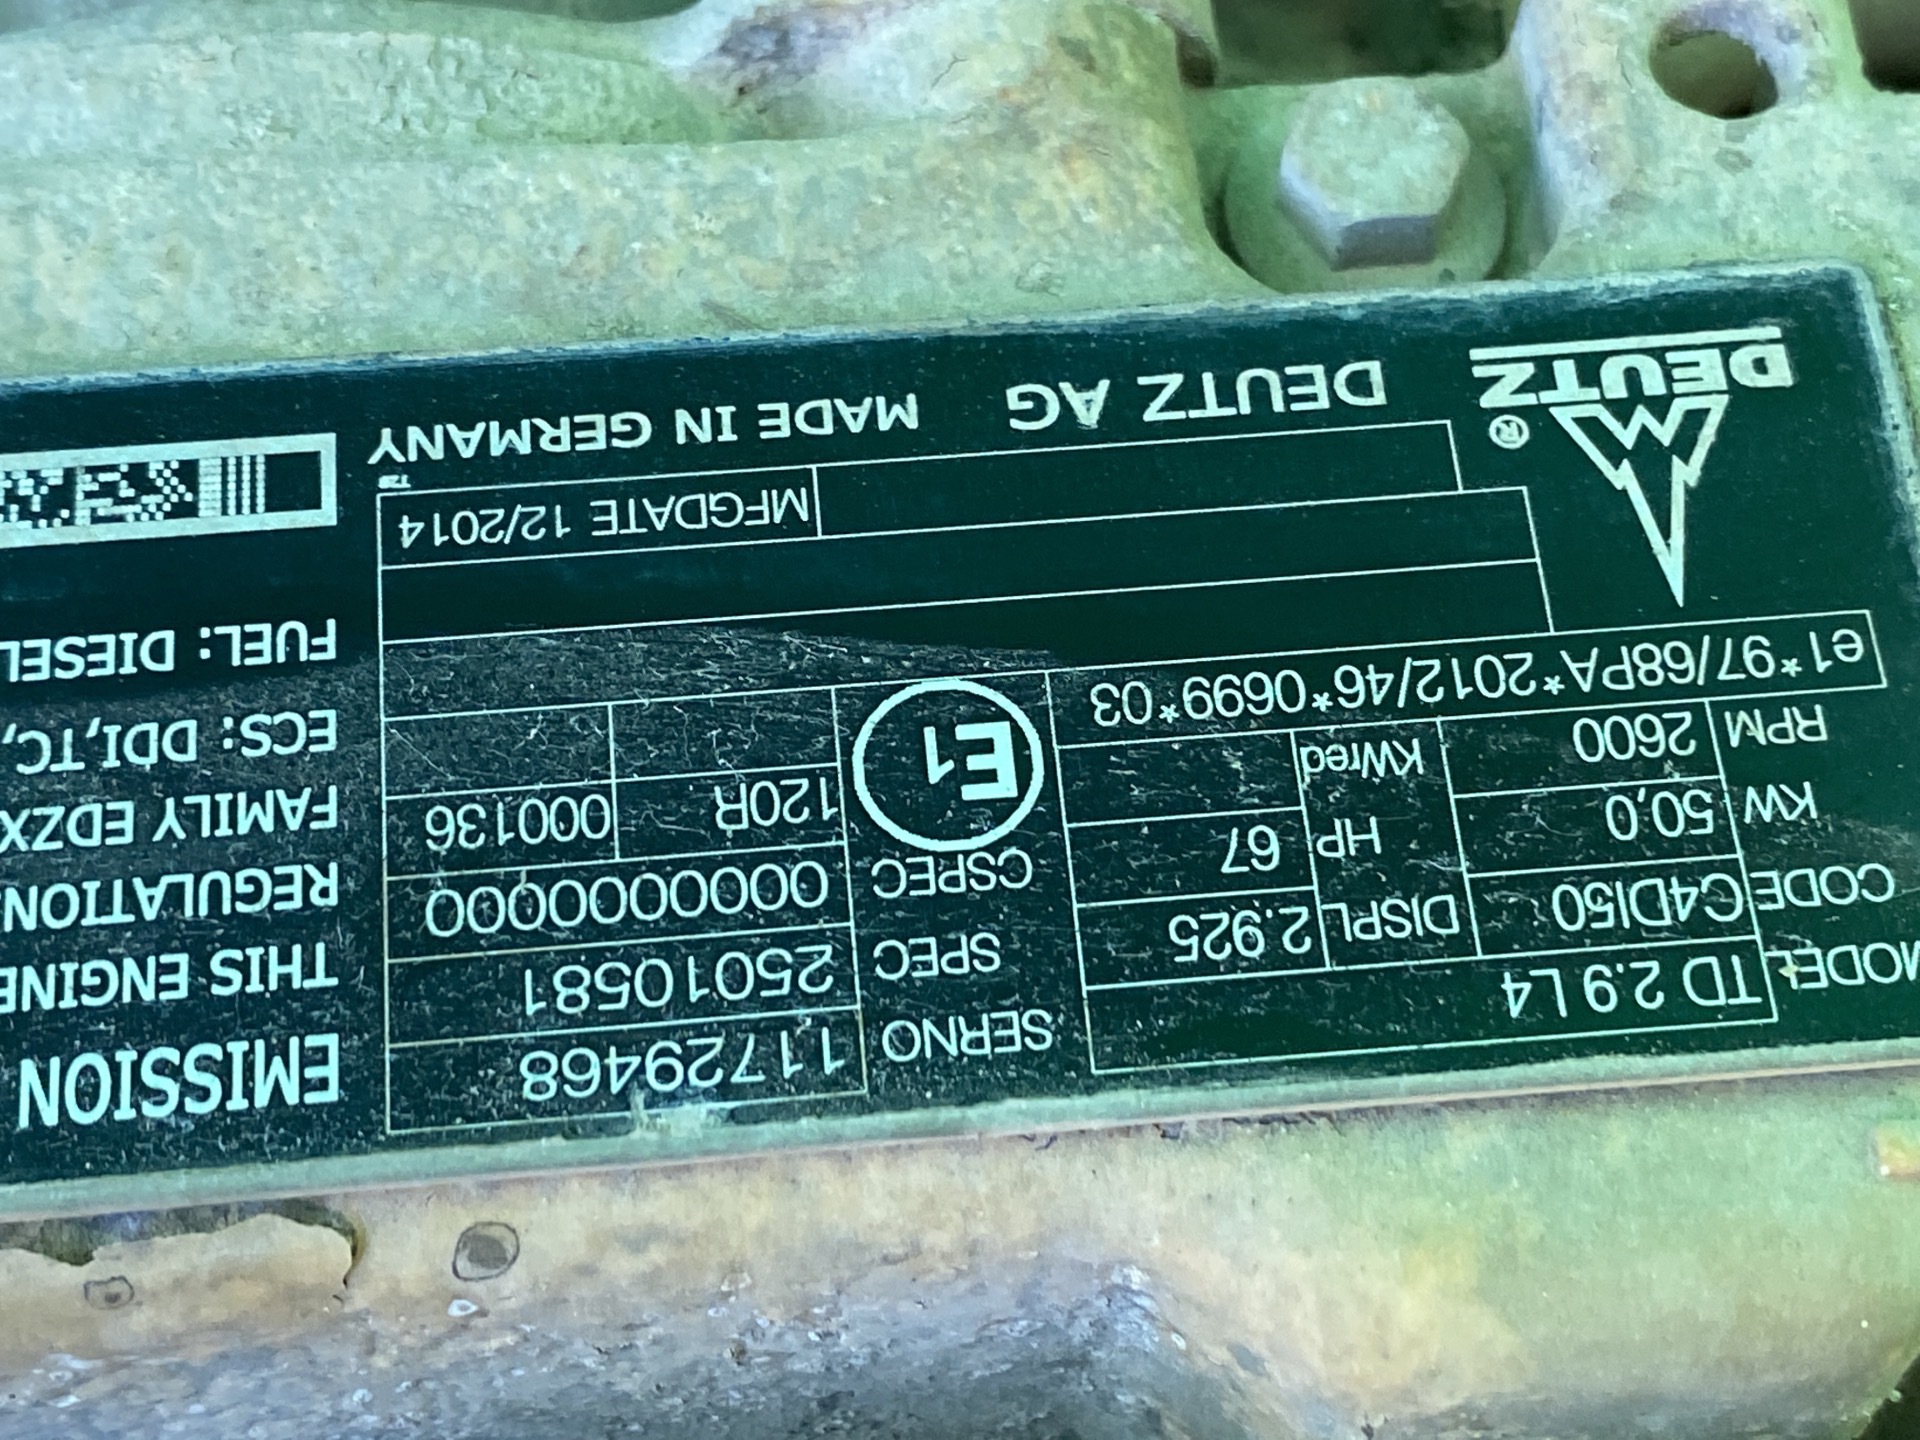 MODEL TD 2.9 L4
CODE C4DI50 DISPL 2.925
KW 50,0 HP 67
RPM 2600 KWred
e1*97/68PA*2012/46*0699*03
SERNO 11729468
SPEC 25010581
CSPEC 0000000000
E1 120R 000136
MFGDATE 12/2014
DEUTZ ® DEUTZ AG MADE IN GERMANY
EMISSION
THIS ENGINE
REGULATION
FAMILY EDZX
ECS: DDI,TC,
FUEL: DIESEL